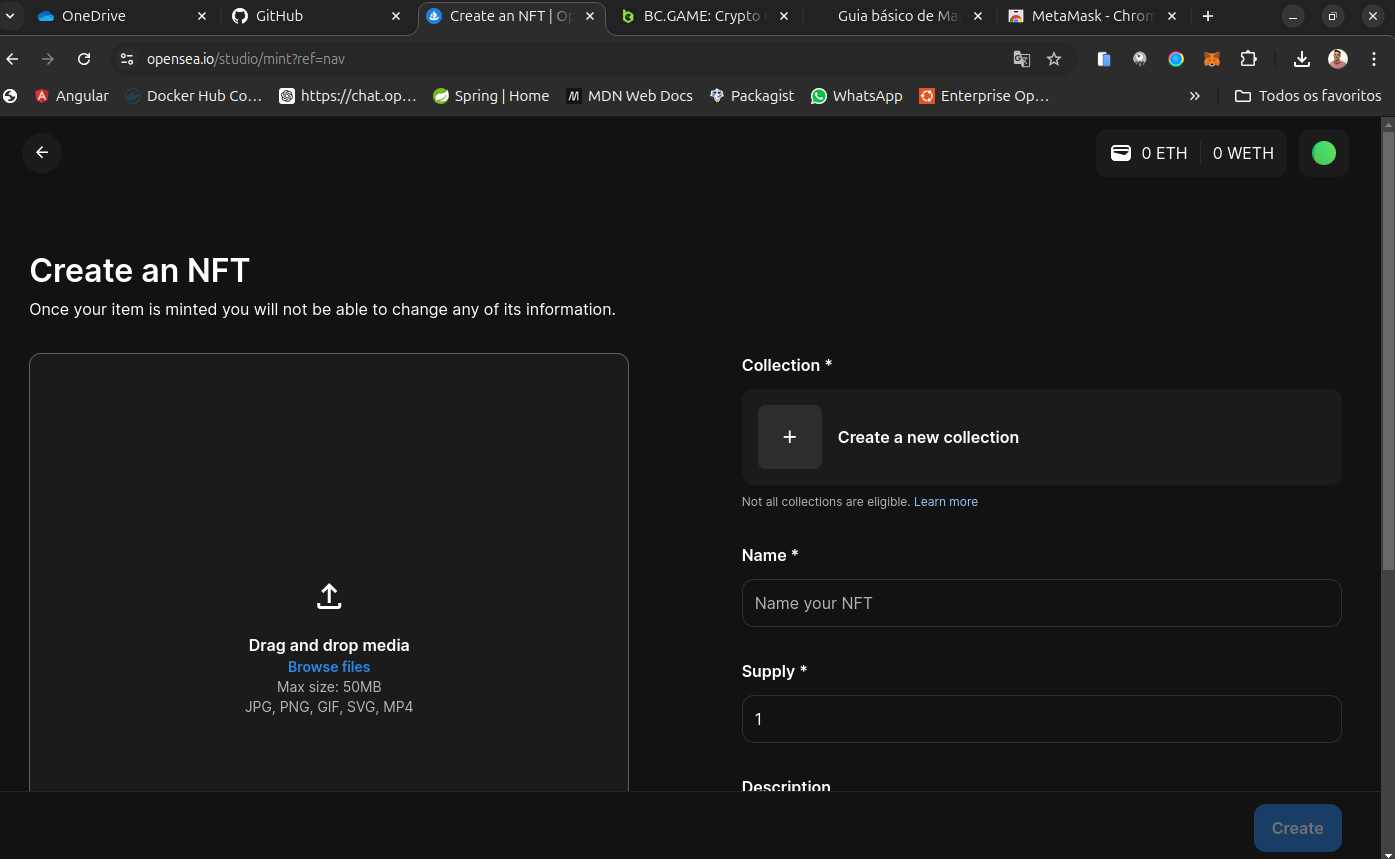 OneDrive
GitHub
Create an NFT | Op
BC.GAME: Crypto
Guia básico de Ma
MetaMask - Chrom
opensea.io/studio/mint?ref=nav
Angular
Docker Hub Co…
https://chat.op…
Spring | Home
MDN Web Docs
Packagist
WhatsApp
Enterprise Op…
Todos os favoritos
0 ETH
0 WETH
Create an NFT
Once your item is minted you will not be able to change any of its information.
Drag and drop media
Browse files
Max size: 50MB
JPG, PNG, GIF, SVG, MP4
Collection *
+
Create a new collection
Not all collections are eligible. Learn more
Name *
Name your NFT
Supply *
1
Description
Create